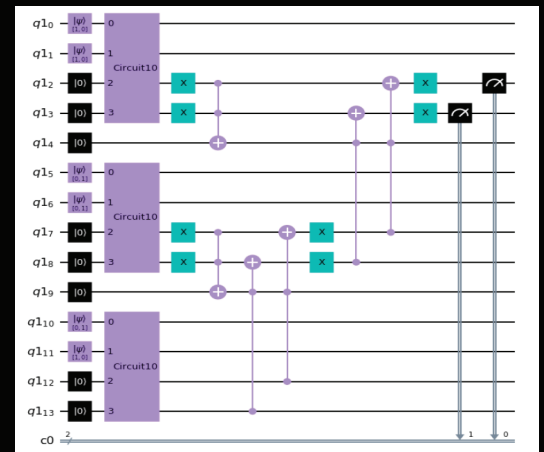 q1₀ |ψ⟩ [1, 0] 0
q1₁ |ψ⟩ [1, 0] 1 Circuit10
q1₂ |0⟩ 2 X X
q1₃ |0⟩ 3 X X
q1₄ |0⟩
q1₅ |ψ⟩ [0, 1] 0
q1₆ |ψ⟩ [0, 1] 1 Circuit10
q1₇ |0⟩ 2 X X
q1₈ |0⟩ 3 X X
q1₉ |0⟩
q1₁₀ |ψ⟩ [0, 1] 0
q1₁₁ |ψ⟩ [1, 0] 1 Circuit10
q1₁₂ |0⟩ 2
q1₁₃ |0⟩ 3
c0 2 1 0